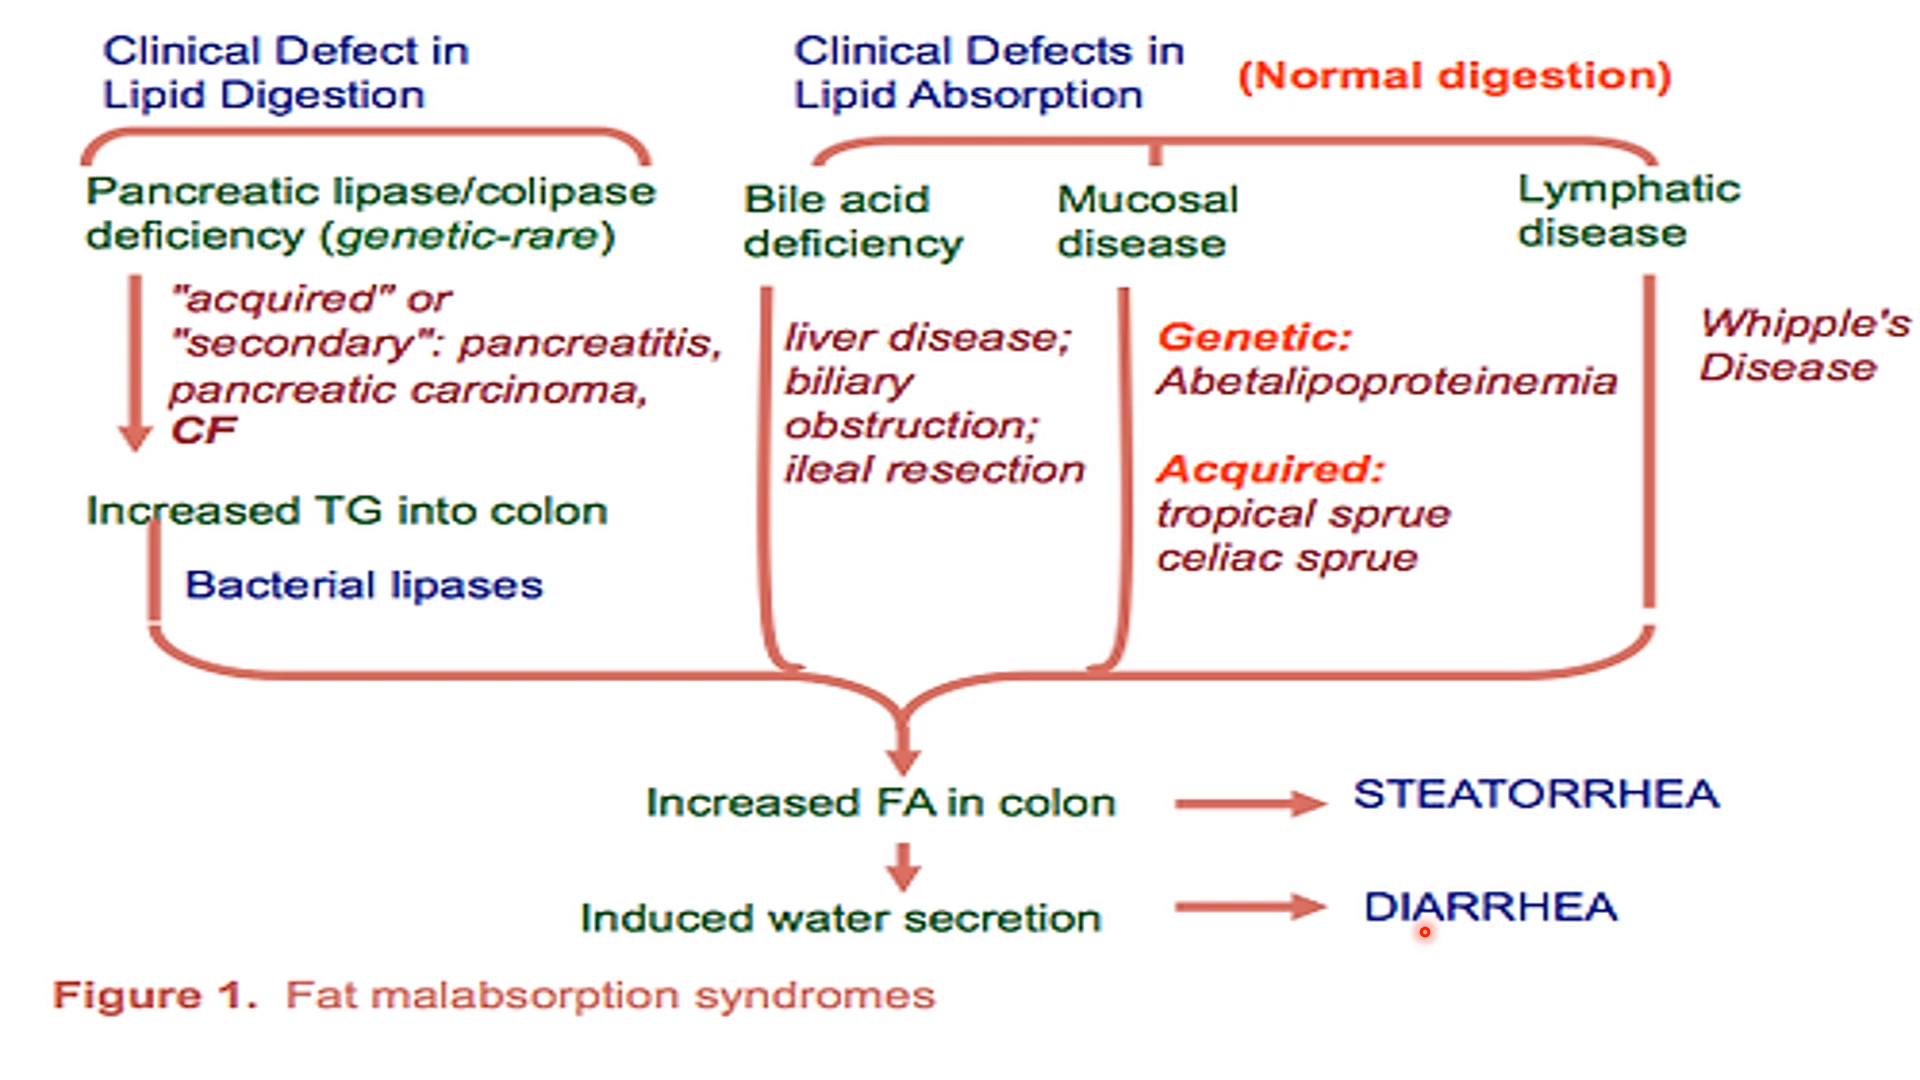 Clinical Defect in
Lipid Digestion
Clinical Defects in
Lipid Absorption
(Normal digestion)
Pancreatic lipase/colipase
deficiency (genetic-rare)
"acquired" or
"secondary": pancreatitis,
pancreatic carcinoma,
CF
Increased TG into colon
Bacterial lipases
Bile acid
deficiency
liver disease;
biliary
obstruction;
ileal resection
Mucosal
disease
Genetic:
Abetalipoproteinemia
Acquired:
tropical sprue
celiac sprue
Lymphatic
disease
Whipple's
Disease
Increased FA in colon
STEATORRHEA
Induced water secretion
DIARRHEA
Figure 1. Fat malabsorption syndromes